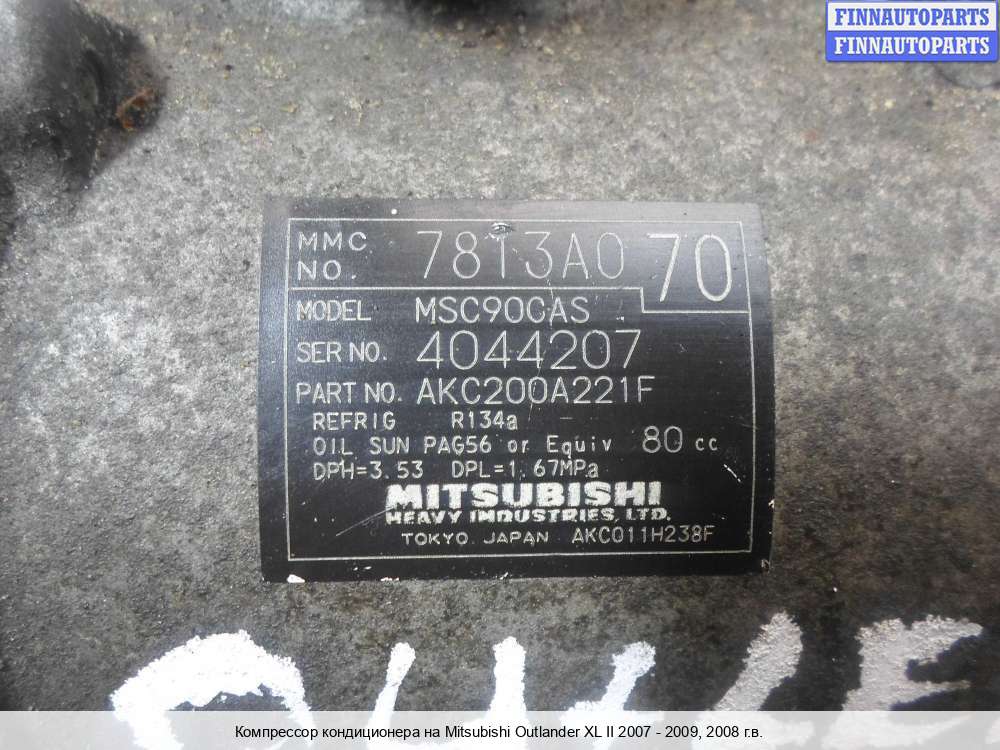 FINNAUTOPARTS
FINNAUTOPARTS
MMC NO. 7813A0 70
MODEL MSC90CAS
SER NO. 4044207
PART NO. AKC200A221F
REFRIG R134a
OIL SUN PAG56 or Equiv 80 cc
DPH=3.53 DPL=1.67MPa
MITSUBISHI
HEAVY INDUSTRIES, LTD.
TOKYO JAPAN AKC011H238F
Компрессор кондиционера на Mitsubishi Outlander XL II 2007 - 2009, 2008 г.в.